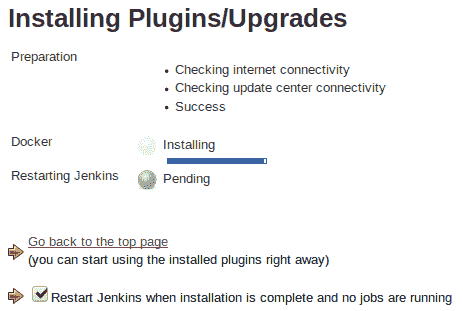 Installing Plugins/Upgrades
Preparation
Checking internet connectivity
Checking update center connectivity
Success
Docker Installing
Restarting Jenkins Pending
Go back to the top page
(you can start using the installed plugins right away)
Restart Jenkins when installation is complete and no jobs are running